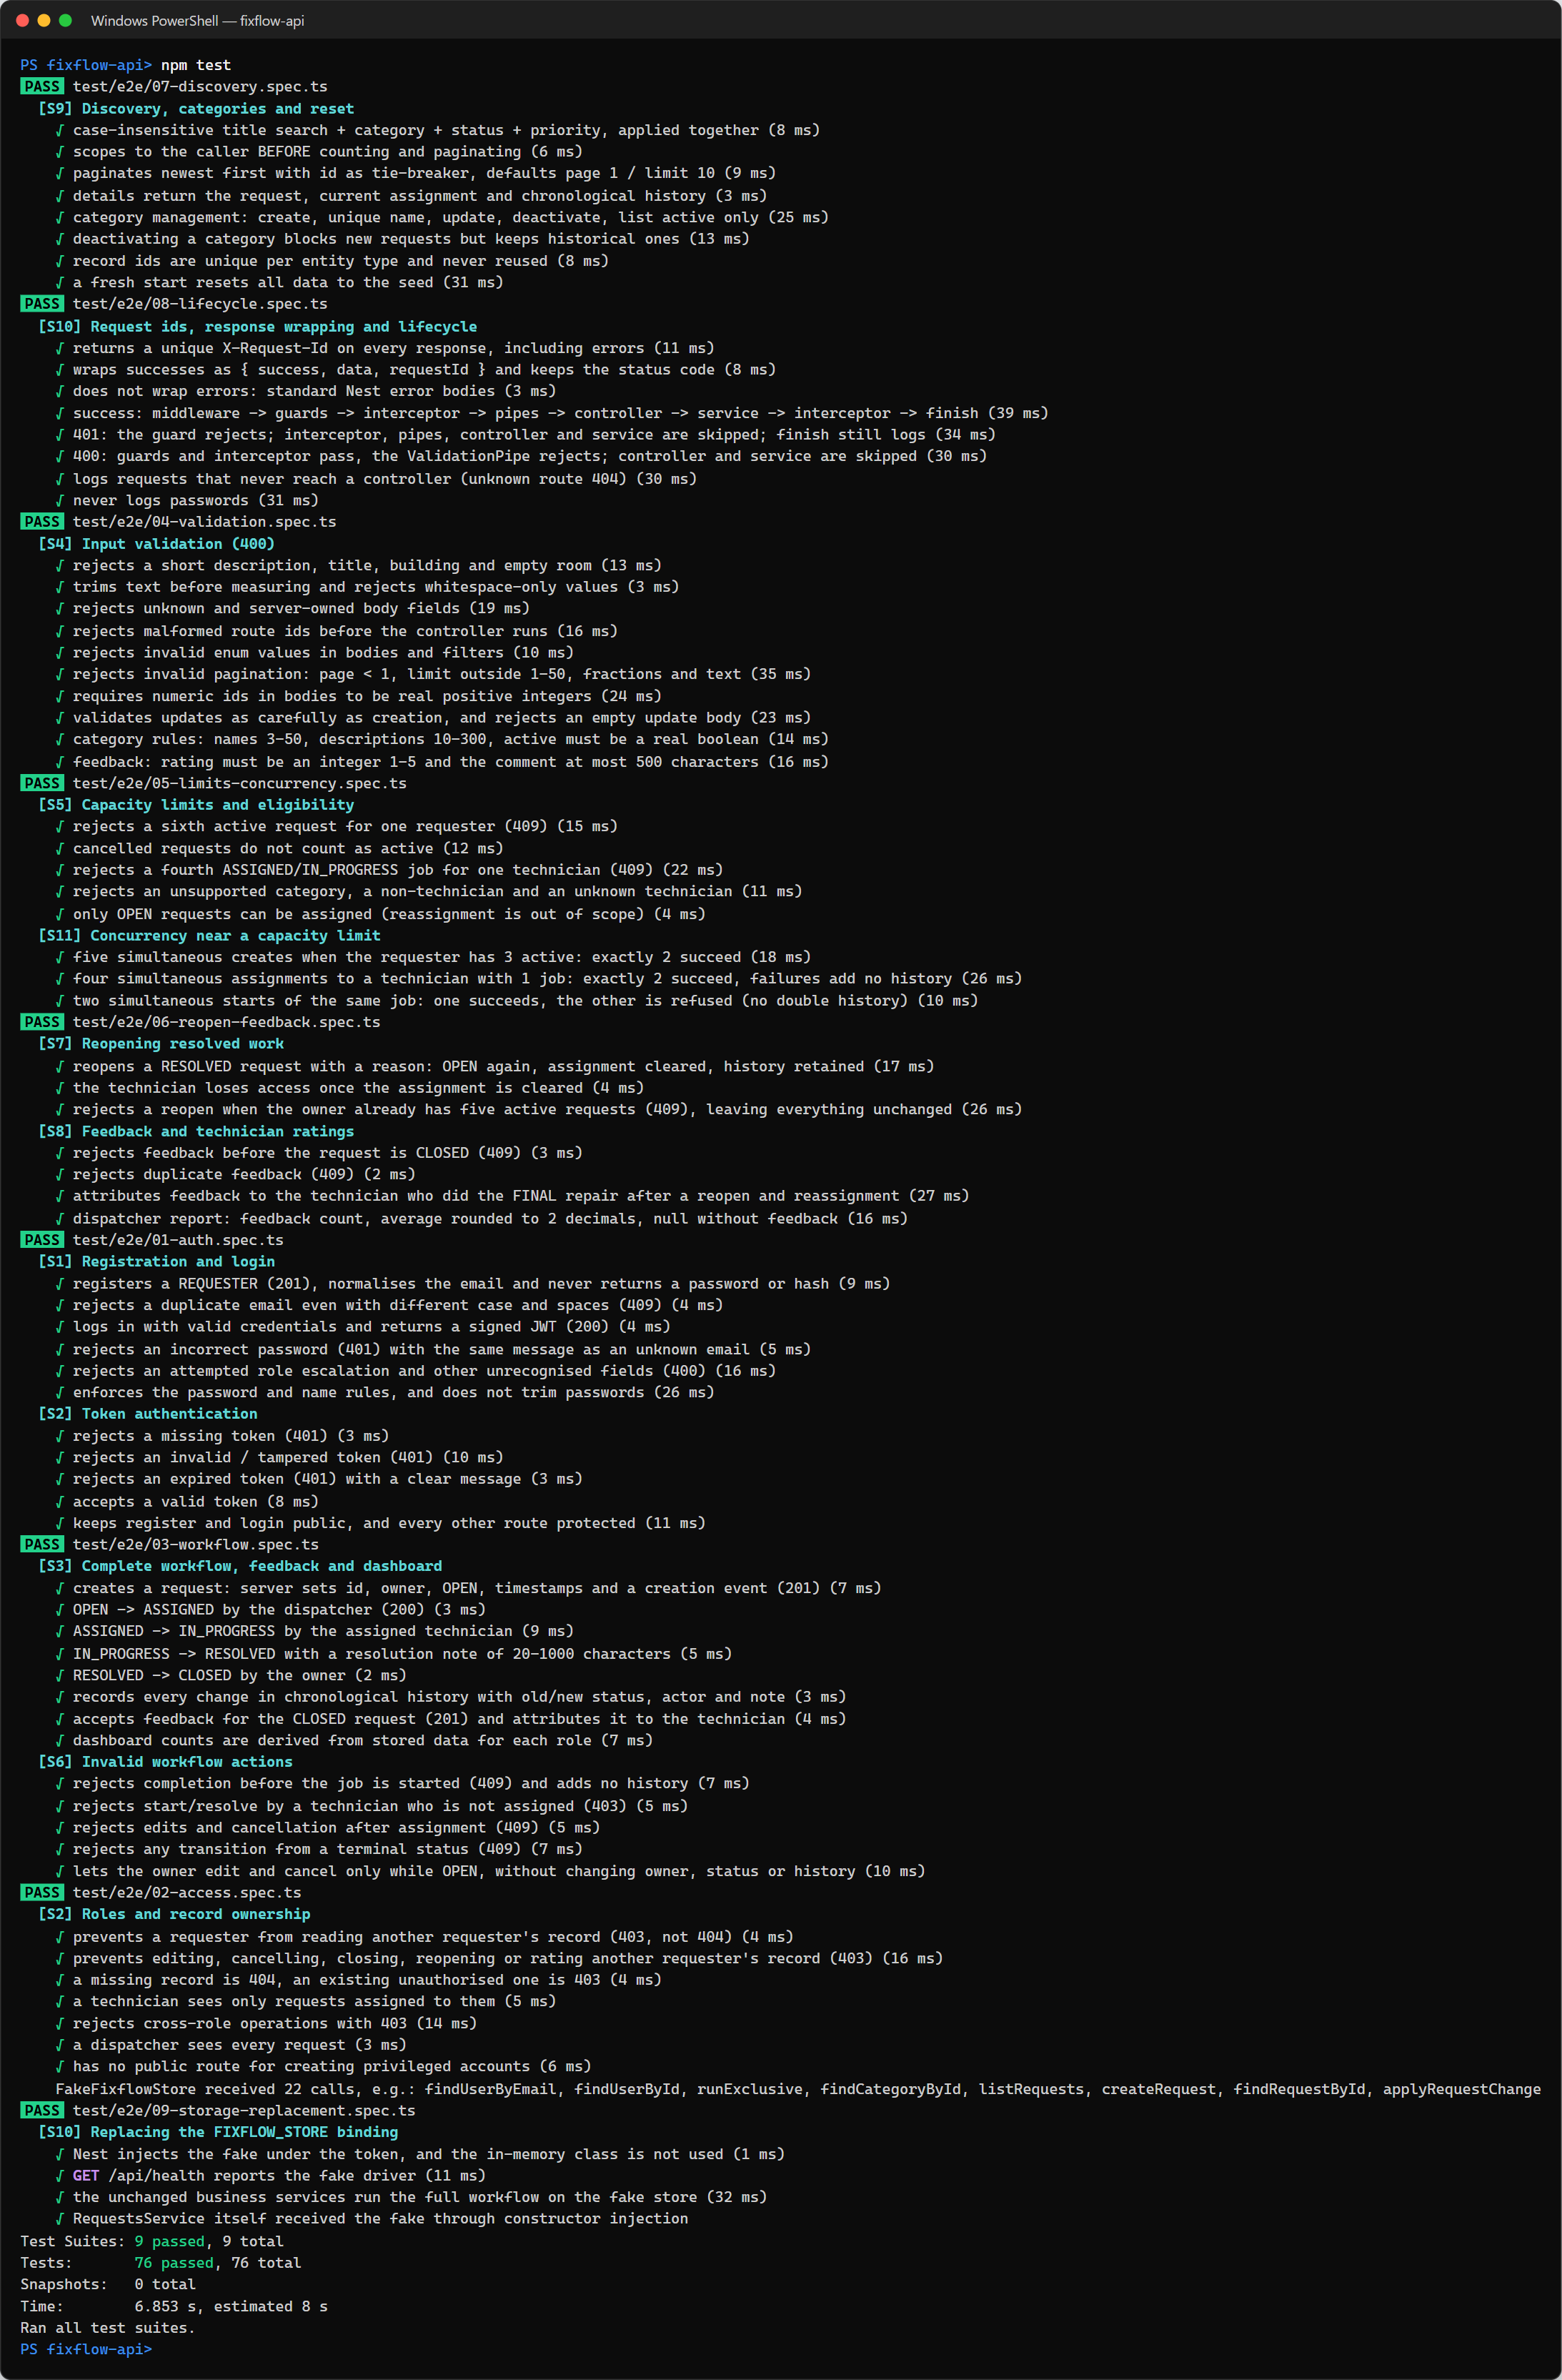 Windows PowerShell — fixflow-api
PS fixflow-api> npm test
PASS test/e2e/07-discovery.spec.ts
[S9] Discovery, categories and reset
√ case-insensitive title search + category + status + priority, applied together (8 ms)
√ scopes to the caller BEFORE counting and paginating (6 ms)
√ paginates newest first with id as tie-breaker, defaults page 1 / limit 10 (9 ms)
√ details return the request, current assignment and chronological history (3 ms)
√ category management: create, unique name, update, deactivate, list active only (25 ms)
√ deactivating a category blocks new requests but keeps historical ones (13 ms)
√ record ids are unique per entity type and never reused (8 ms)
√ a fresh start resets all data to the seed (31 ms)
PASS test/e2e/08-lifecycle.spec.ts
[S10] Request ids, response wrapping and lifecycle
√ returns a unique X-Request-Id on every response, including errors (11 ms)
√ wraps successes as { success, data, requestId } and keeps the status code (8 ms)
√ does not wrap errors: standard Nest error bodies (3 ms)
√ success: middleware -> guards -> interceptor -> pipes -> controller -> service -> interceptor -> finish (39 ms)
√ 401: the guard rejects; interceptor, pipes, controller and service are skipped; finish still logs (34 ms)
√ 400: guards and interceptor pass, the ValidationPipe rejects; controller and service are skipped (30 ms)
√ logs requests that never reach a controller (unknown route 404) (30 ms)
√ never logs passwords (31 ms)
PASS test/e2e/04-validation.spec.ts
[S4] Input validation (400)
√ rejects a short description, title, building and empty room (13 ms)
√ trims text before measuring and rejects whitespace-only values (3 ms)
√ rejects unknown and server-owned body fields (19 ms)
√ rejects malformed route ids before the controller runs (16 ms)
√ rejects invalid enum values in bodies and filters (10 ms)
√ rejects invalid pagination: page < 1, limit outside 1-50, fractions and text (35 ms)
√ requires numeric ids in bodies to be real positive integers (24 ms)
√ validates updates as carefully as creation, and rejects an empty update body (23 ms)
√ category rules: names 3-50, descriptions 10-300, active must be a real boolean (14 ms)
√ feedback: rating must be an integer 1-5 and the comment at most 500 characters (16 ms)
PASS test/e2e/05-limits-concurrency.spec.ts
[S5] Capacity limits and eligibility
√ rejects a sixth active request for one requester (409) (15 ms)
√ cancelled requests do not count as active (12 ms)
√ rejects a fourth ASSIGNED/IN_PROGRESS job for one technician (409) (22 ms)
√ rejects an unsupported category, a non-technician and an unknown technician (11 ms)
√ only OPEN requests can be assigned (reassignment is out of scope) (4 ms)
[S11] Concurrency near a capacity limit
√ five simultaneous creates when the requester has 3 active: exactly 2 succeed (18 ms)
√ four simultaneous assignments to a technician with 1 job: exactly 2 succeed, failures add no history (26 ms)
√ two simultaneous starts of the same job: one succeeds, the other is refused (no double history) (10 ms)
PASS test/e2e/06-reopen-feedback.spec.ts
[S7] Reopening resolved work
√ reopens a RESOLVED request with a reason: OPEN again, assignment cleared, history retained (17 ms)
√ the technician loses access once the assignment is cleared (4 ms)
√ rejects a reopen when the owner already has five active requests (409), leaving everything unchanged (26 ms)
[S8] Feedback and technician ratings
√ rejects feedback before the request is CLOSED (409) (3 ms)
√ rejects duplicate feedback (409) (2 ms)
√ attributes feedback to the technician who did the FINAL repair after a reopen and reassignment (27 ms)
√ dispatcher report: feedback count, average rounded to 2 decimals, null without feedback (16 ms)
PASS test/e2e/01-auth.spec.ts
[S1] Registration and login
√ registers a REQUESTER (201), normalises the email and never returns a password or hash (9 ms)
√ rejects a duplicate email even with different case and spaces (409) (4 ms)
√ logs in with valid credentials and returns a signed JWT (200) (4 ms)
√ rejects an incorrect password (401) with the same message as an unknown email (5 ms)
√ rejects an attempted role escalation and other unrecognised fields (400) (16 ms)
√ enforces the password and name rules, and does not trim passwords (26 ms)
[S2] Token authentication
√ rejects a missing token (401) (3 ms)
√ rejects an invalid / tampered token (401) (10 ms)
√ rejects an expired token (401) with a clear message (3 ms)
√ accepts a valid token (8 ms)
√ keeps register and login public, and every other route protected (11 ms)
PASS test/e2e/03-workflow.spec.ts
[S3] Complete workflow, feedback and dashboard
√ creates a request: server sets id, owner, OPEN, timestamps and a creation event (201) (7 ms)
√ OPEN -> ASSIGNED by the dispatcher (200) (3 ms)
√ ASSIGNED -> IN_PROGRESS by the assigned technician (9 ms)
√ IN_PROGRESS -> RESOLVED with a resolution note of 20-1000 characters (5 ms)
√ RESOLVED -> CLOSED by the owner (2 ms)
√ records every change in chronological history with old/new status, actor and note (3 ms)
√ accepts feedback for the CLOSED request (201) and attributes it to the technician (4 ms)
√ dashboard counts are derived from stored data for each role (7 ms)
[S6] Invalid workflow actions
√ rejects completion before the job is started (409) and adds no history (7 ms)
√ rejects start/resolve by a technician who is not assigned (403) (5 ms)
√ rejects edits and cancellation after assignment (409) (5 ms)
√ rejects any transition from a terminal status (409) (7 ms)
√ lets the owner edit and cancel only while OPEN, without changing owner, status or history (10 ms)
PASS test/e2e/02-access.spec.ts
[S2] Roles and record ownership
√ prevents a requester from reading another requester's record (403, not 404) (4 ms)
√ prevents editing, cancelling, closing, reopening or rating another requester's record (403) (16 ms)
√ a missing record is 404, an existing unauthorised one is 403 (4 ms)
√ a technician sees only requests assigned to them (5 ms)
√ rejects cross-role operations with 403 (14 ms)
√ a dispatcher sees every request (3 ms)
√ has no public route for creating privileged accounts (6 ms)
FakeFixflowStore received 22 calls, e.g.: findUserByEmail, findUserById, runExclusive, findCategoryById, listRequests, createRequest, findRequestById, applyRequestChange
PASS test/e2e/09-storage-replacement.spec.ts
[S10] Replacing the FIXFLOW_STORE binding
√ Nest injects the fake under the token, and the in-memory class is not used (1 ms)
√ GET /api/health reports the fake driver (11 ms)
√ the unchanged business services run the full workflow on the fake store (32 ms)
√ RequestsService itself received the fake through constructor injection
Test Suites: 9 passed, 9 total
Tests: 76 passed, 76 total
Snapshots: 0 total
Time: 6.853 s, estimated 8 s
Ran all test suites.
PS fixflow-api>